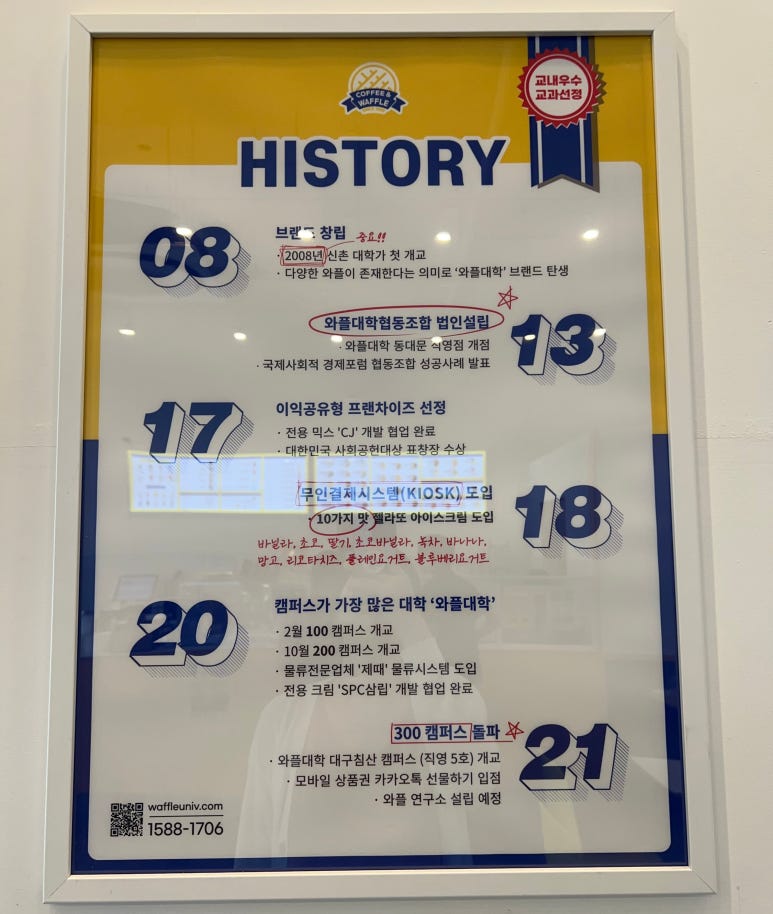 COFFEE &
WAFFLE
교내우수
교과선정
HISTORY
08
브랜드 창립
중요!!
· 2008년 신촌 대학가 첫 개교
· 다양한 와플이 존재한다는 의미로 ‘와플대학’ 브랜드 탄생
13
와플대학협동조합 법인설립
· 와플대학 동대문 직영점 개점
· 국제사회적 경제포럼 협동조합 성공사례 발표
17
이익공유형 프랜차이즈 선정
· 전용 믹스 'CJ' 개발 협업 완료
· 대한민국 사회공헌대상 표창장 수상
18
무인결제시스템(KIOSK) 도입
· 10가지 맛 젤라또 아이스크림 도입
바닐라, 초코, 딸기, 초코바닐라, 녹차, 바나나,
망고, 리코타치즈, 플레인요거트, 블루베리요거트
20
캠퍼스가 가장 많은 대학 ‘와플대학’
· 2월 100 캠퍼스 개교
· 10월 200 캠퍼스 개교
· 물류전문업체 '제때' 물류시스템 도입
· 전용 크림 'SPC삼립' 개발 협업 완료
21
300 캠퍼스 돌파
· 와플대학 대구침산 캠퍼스 (직영 5호) 개교
· 모바일 상품권 카카오톡 선물하기 입점
· 와플 연구소 설립 예정
waffleuniv.com
1588-1706